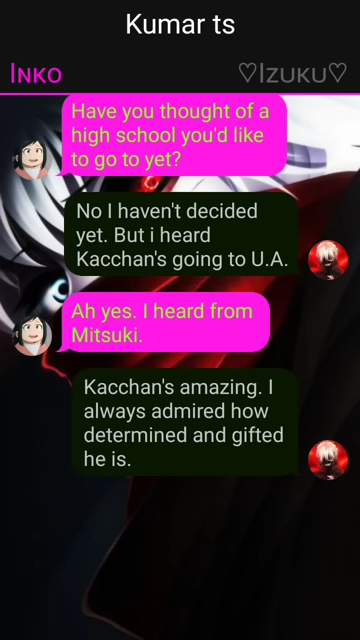 Kumar ts
Inko
♡Izuku♡
Have you thought of a
high school you'd like
to go to yet?
No I haven't decided
yet. But i heard
Kacchan's going to U.A.
Ah yes. I heard from
Mitsuki.
Kacchan's amazing. I
always admired how
determined and gifted
he is.